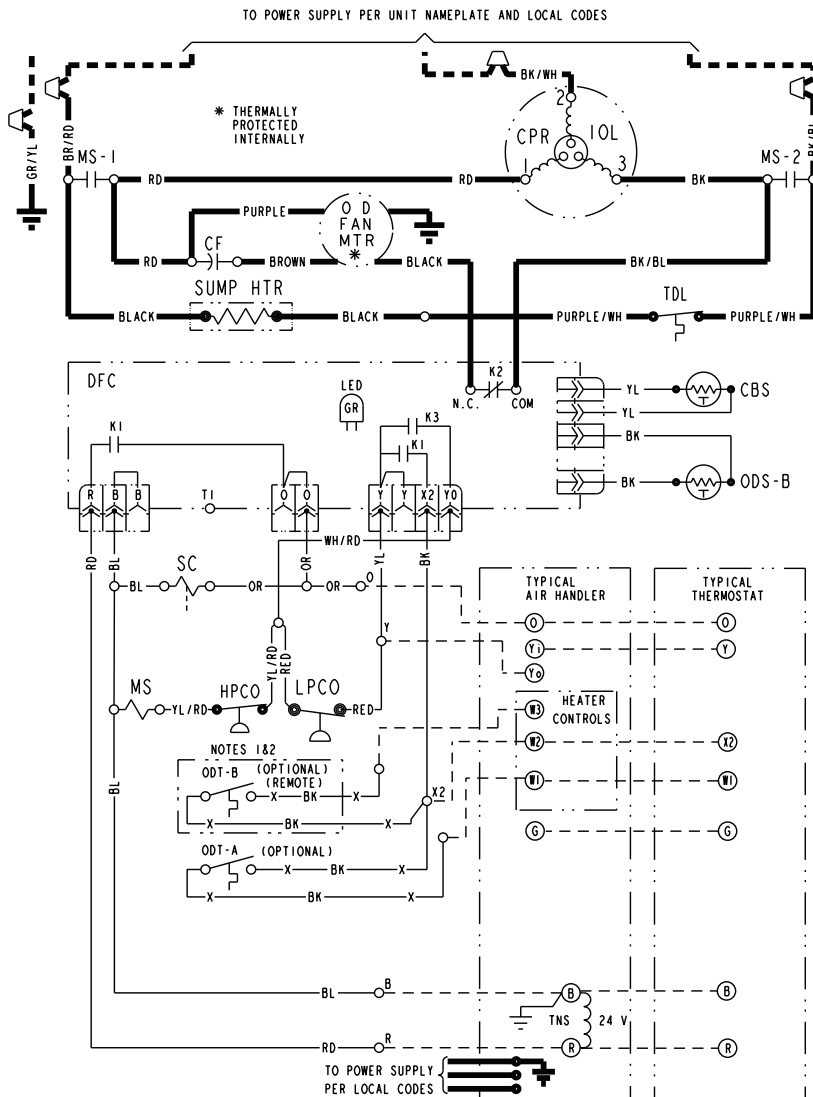 TO POWER SUPPLY PER UNIT NAMEPLATE AND LOCAL CODES
BK/WH
GR/YL
BR/RD
* THERMALLY
PROTECTED
INTERNALLY
2
CPR
IOL
1
3
BK/BL
MS-1
MS-2
RD
RD
BK
PURPLE
O D
FAN
MTR
*
CF
RD
BROWN
BLACK
BK/BL
SUMP HTR
TDL
BLACK
BLACK
PURPLE/WH
PURPLE/WH
DFC
LED
GR
K2
N.C.
COM
YL
CBS
YL
BK
BK
ODS-B
K1
K3
K1
R
B
B
T1
O
O
Y
Y
X2
YO
WH/RD
RD
BL
OR
YL
BK
SC
BL
OR
OR
O
TYPICAL
AIR HANDLER
TYPICAL
THERMOSTAT
O
O
Y
Yi
Y
Yo
YL/RD
RED
MS
YL/RD
HPCO
LPCO
RED
HEATER
CONTROLS
W3
W2
X2
W1
W1
G
G
NOTES 1&2
ODT-B
(OPTIONAL)
(REMOTE)
X
BK
X
X2
X
BK
X
BL
ODT-A
(OPTIONAL)
X
BK
X
X
BK
X
BL
B
B
B
TNS
24 V
RD
R
R
R
TO POWER SUPPLY
PER LOCAL CODES